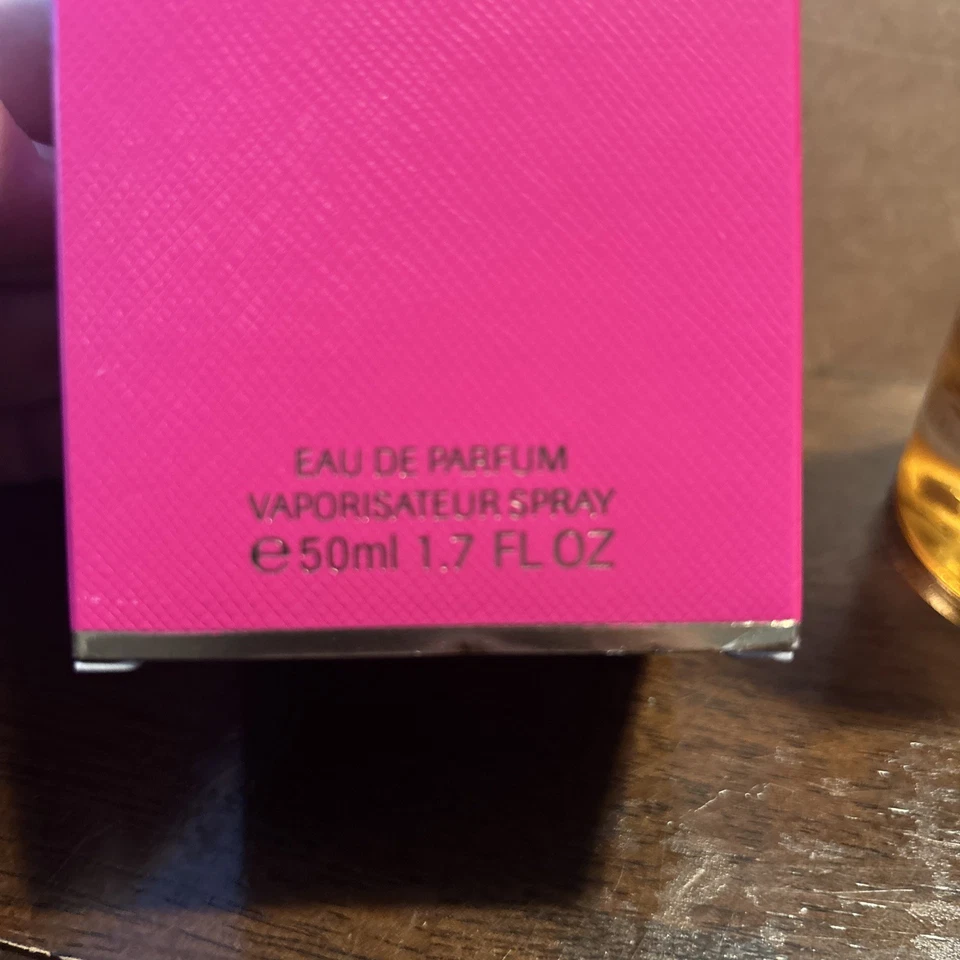 EAU DE PARFUM
VAPORISATEUR SPRAY
℮50ml 1.7 FL OZ